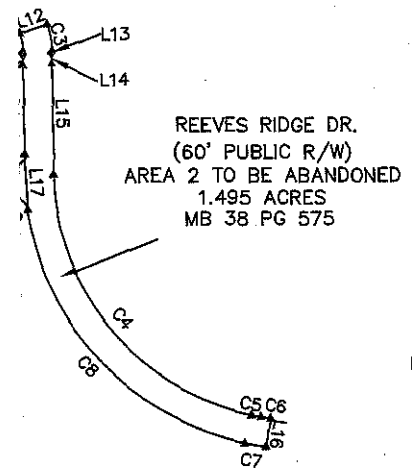 L12
C3
L13
L14
L15
REEVES RIDGE DR.
(60' PUBLIC R/W)
AREA 2 TO BE ABANDONED
1.495 ACRES
MB 38 PG 575
L17
C4
C8
C5
C6
16
C7